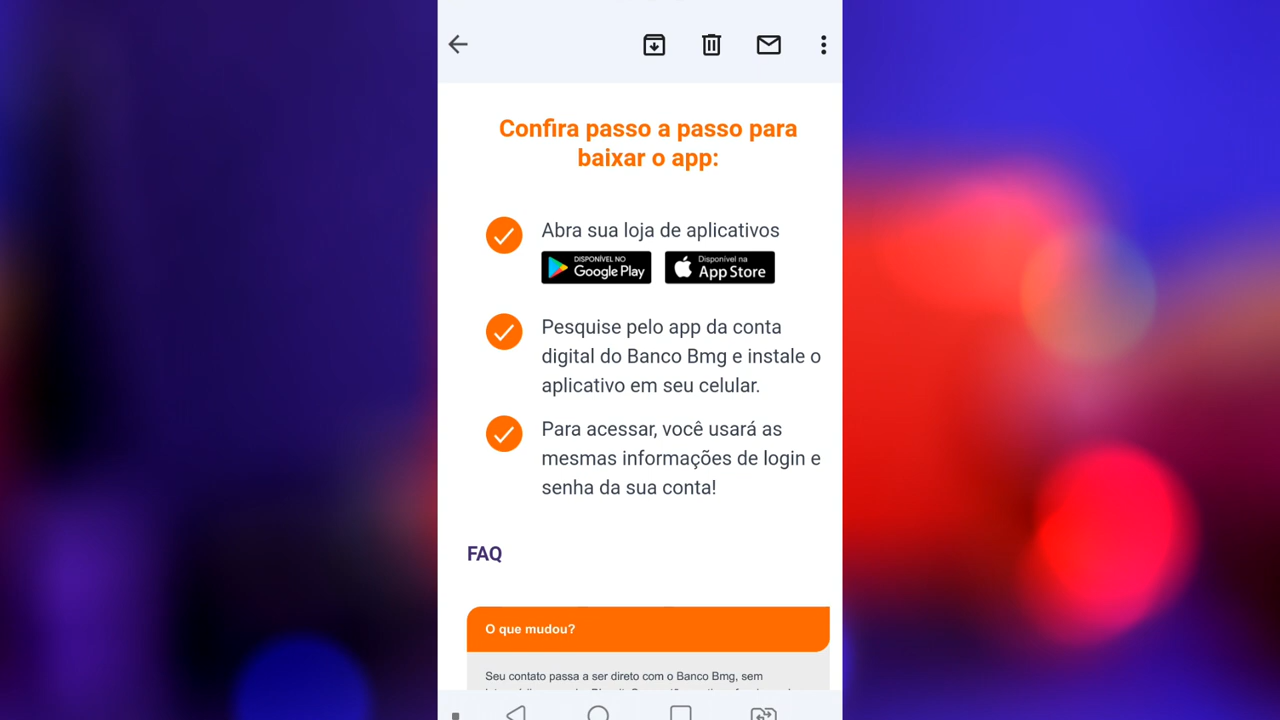 Confira passo a passo para
baixar o app:
Abra sua loja de aplicativos
DISPONÍVEL NO
Google Play
Disponível na
App Store
Pesquise pelo app da conta
digital do Banco Bmg e instale o
aplicativo em seu celular.
Para acessar, você usará as
mesmas informações de login e
senha da sua conta!
FAQ
O que mudou?
Seu contato passa a ser direto com o Banco Bmg, sem